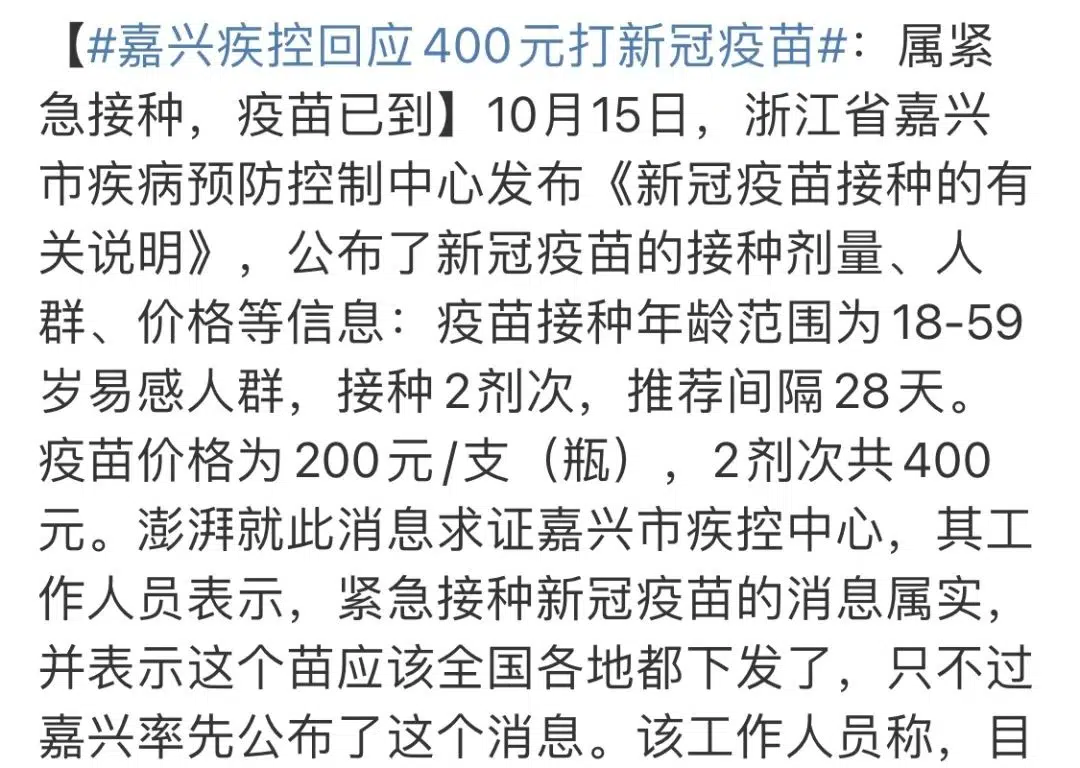 【#嘉兴疾控回应400元打新冠疫苗#：属紧
急接种，疫苗已到】10月15日，浙江省嘉兴
市疾病预防控制中心发布《新冠疫苗接种的有
关说明》，公布了新冠疫苗的接种剂量、人
群、价格等信息：疫苗接种年龄范围为18-59
岁易感人群，接种2剂次，推荐间隔28天。
疫苗价格为200元/支（瓶），2剂次共400
元。澎湃就此消息求证嘉兴市疾控中心，其工
作人员表示，紧急接种新冠疫苗的消息属实，
并表示这个苗应该全国各地都下发了，只不过
嘉兴率先公布了这个消息。该工作人员称，目